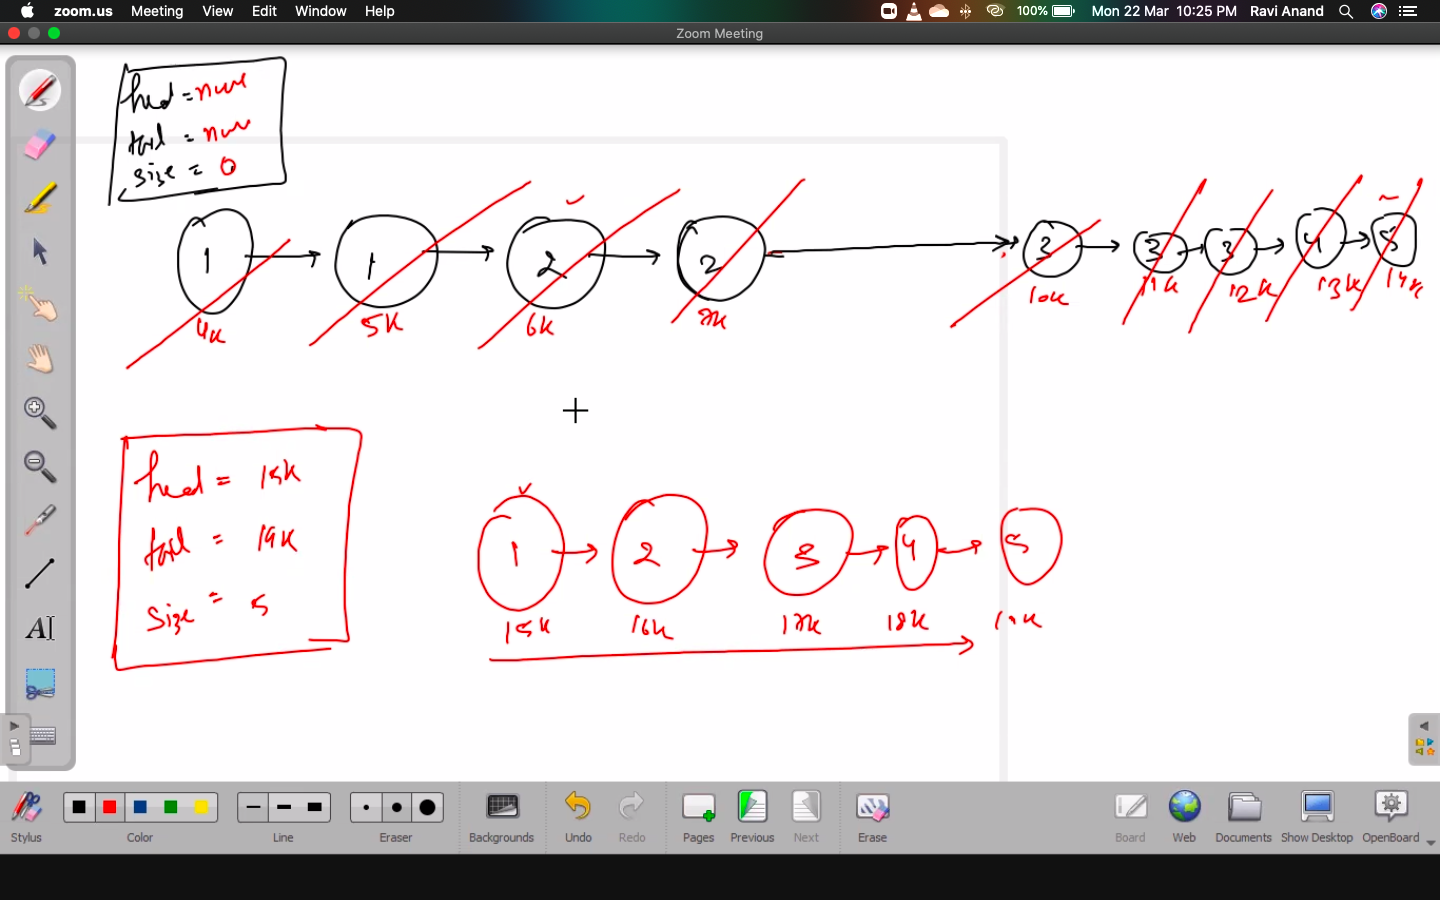 zoom.us Meeting View Edit Window Help 100% Mon 22 Mar 10:25 PM Ravi Anand
Zoom Meeting
head = null
tail = null
size = 0
1 1 2 2 3 3 3 4 5
4k 5k 6k 7k 10k 11k 12k 13k 14k
head = 15k
tail = 19k
size = 5
1 2 3 4 5
15k 16k 17k 18k 19k
AI
Stylus Color Line Eraser Backgrounds Undo Redo Pages Previous Next Erase Board Web Documents Show Desktop OpenBoard